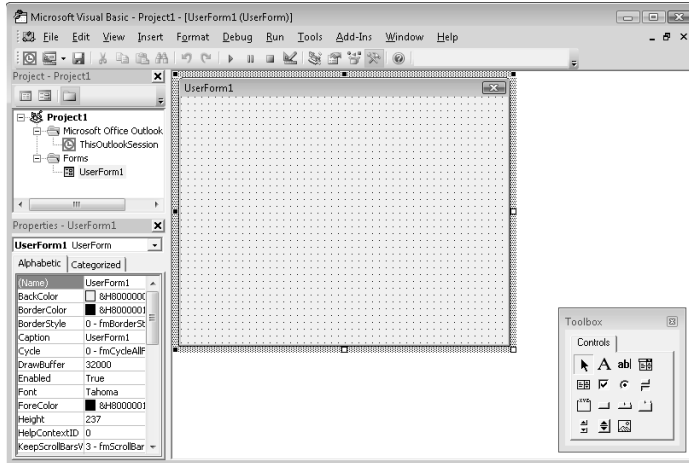 Microsoft Visual Basic - Project1 - [UserForm1 (UserForm)]
File Edit View Insert Format Debug Run Tools Add-Ins Window Help
Project - Project1
Project1
Microsoft Office Outlook
ThisOutlookSession
Forms
UserForm1
Properties - UserForm1
UserForm1 UserForm
Alphabetic Categorized
(Name) UserForm1
BackColor &H8000000
BorderColor &H8000001
BorderStyle 0 - fmBorderSt
Caption UserForm1
Cycle 0 - fmCycleAllF
DrawBuffer 32000
Enabled True
Font Tahoma
ForeColor &H8000001
Height 237
HelpContextID 0
KeepScrollBarsV 3 - fmScrollBar
UserForm1
Toolbox
Controls
A abl